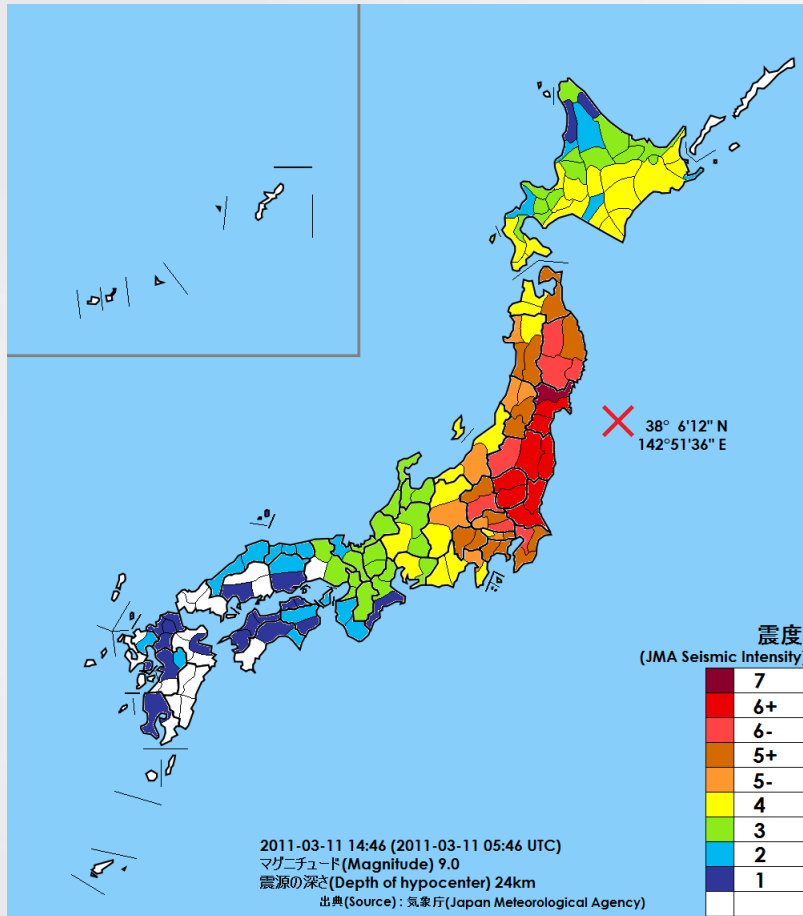 38° 6'12" N
142°51'36" E
震度
(JMA Seismic Intensity)
7
6+
6-
5+
5-
4
3
2
1
2011-03-11 14:46 (2011-03-11 05:46 UTC)
マグニチュード(Magnitude) 9.0
震源の深さ(Depth of hypocenter) 24km
出典(Source) : 気象庁(Japan Meteorological Agency)